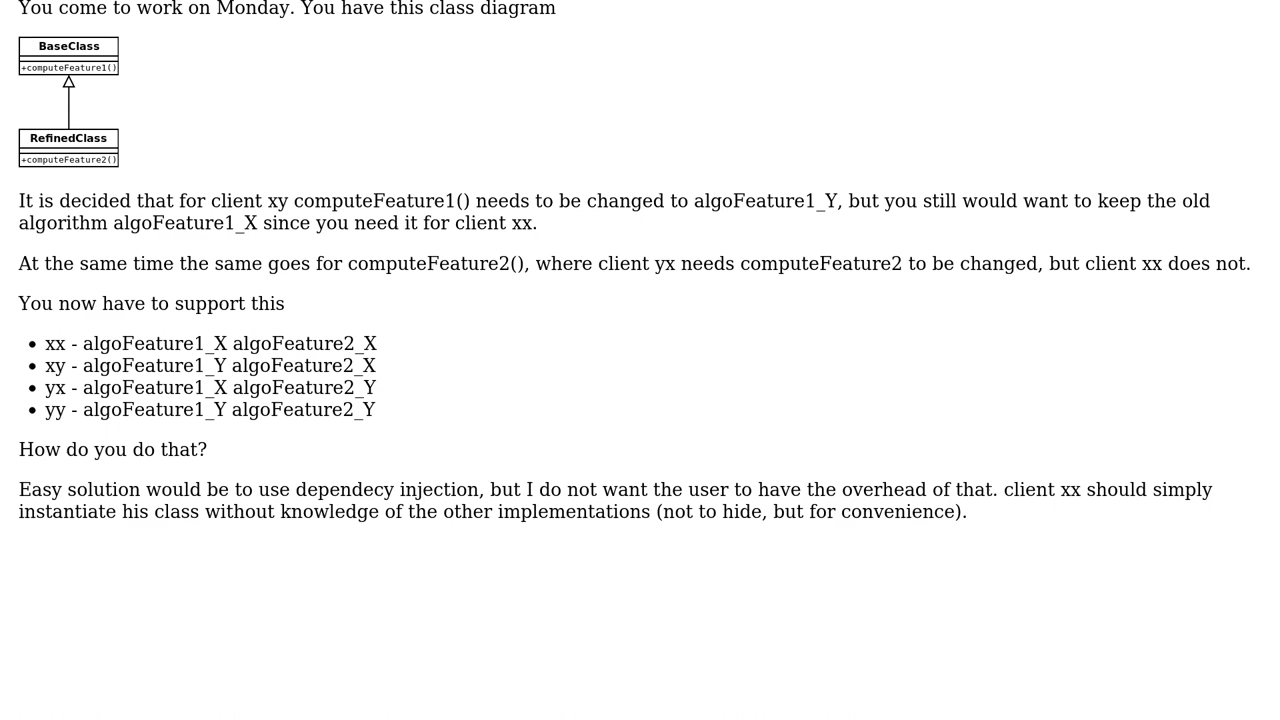 You come to work on Monday. You have this class diagram
BaseClass
+computeFeature1()
RefinedClass
+computeFeature2()
It is decided that for client xy computeFeature1() needs to be changed to algoFeature1_Y, but you still would want to keep the old
algorithm algoFeature1_X since you need it for client xx.
At the same time the same goes for computeFeature2(), where client yx needs computeFeature2 to be changed, but client xx does not.
You now have to support this
• xx - algoFeature1_X algoFeature2_X
• xy - algoFeature1_Y algoFeature2_X
• yx - algoFeature1_X algoFeature2_Y
• yy - algoFeature1_Y algoFeature2_Y
How do you do that?
Easy solution would be to use dependecy injection, but I do not want the user to have the overhead of that. client xx should simply
instantiate his class without knowledge of the other implementations (not to hide, but for convenience).